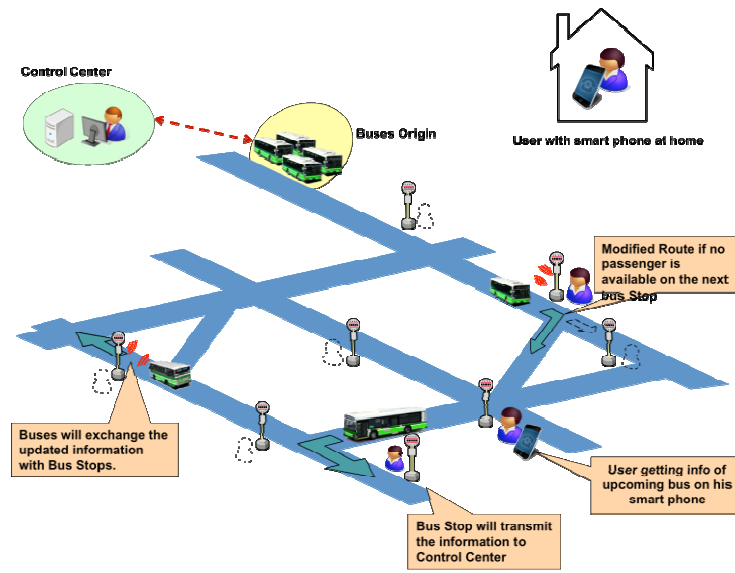 Control Center
Buses Origin
User with smart phone at home
Modified Route if no
passenger is
available on the next
bus Stop
Buses will exchange the
updated information
with Bus Stops.
User getting info of
upcoming bus on his
smart phone
Bus Stop will transmit
the information to
Control Center